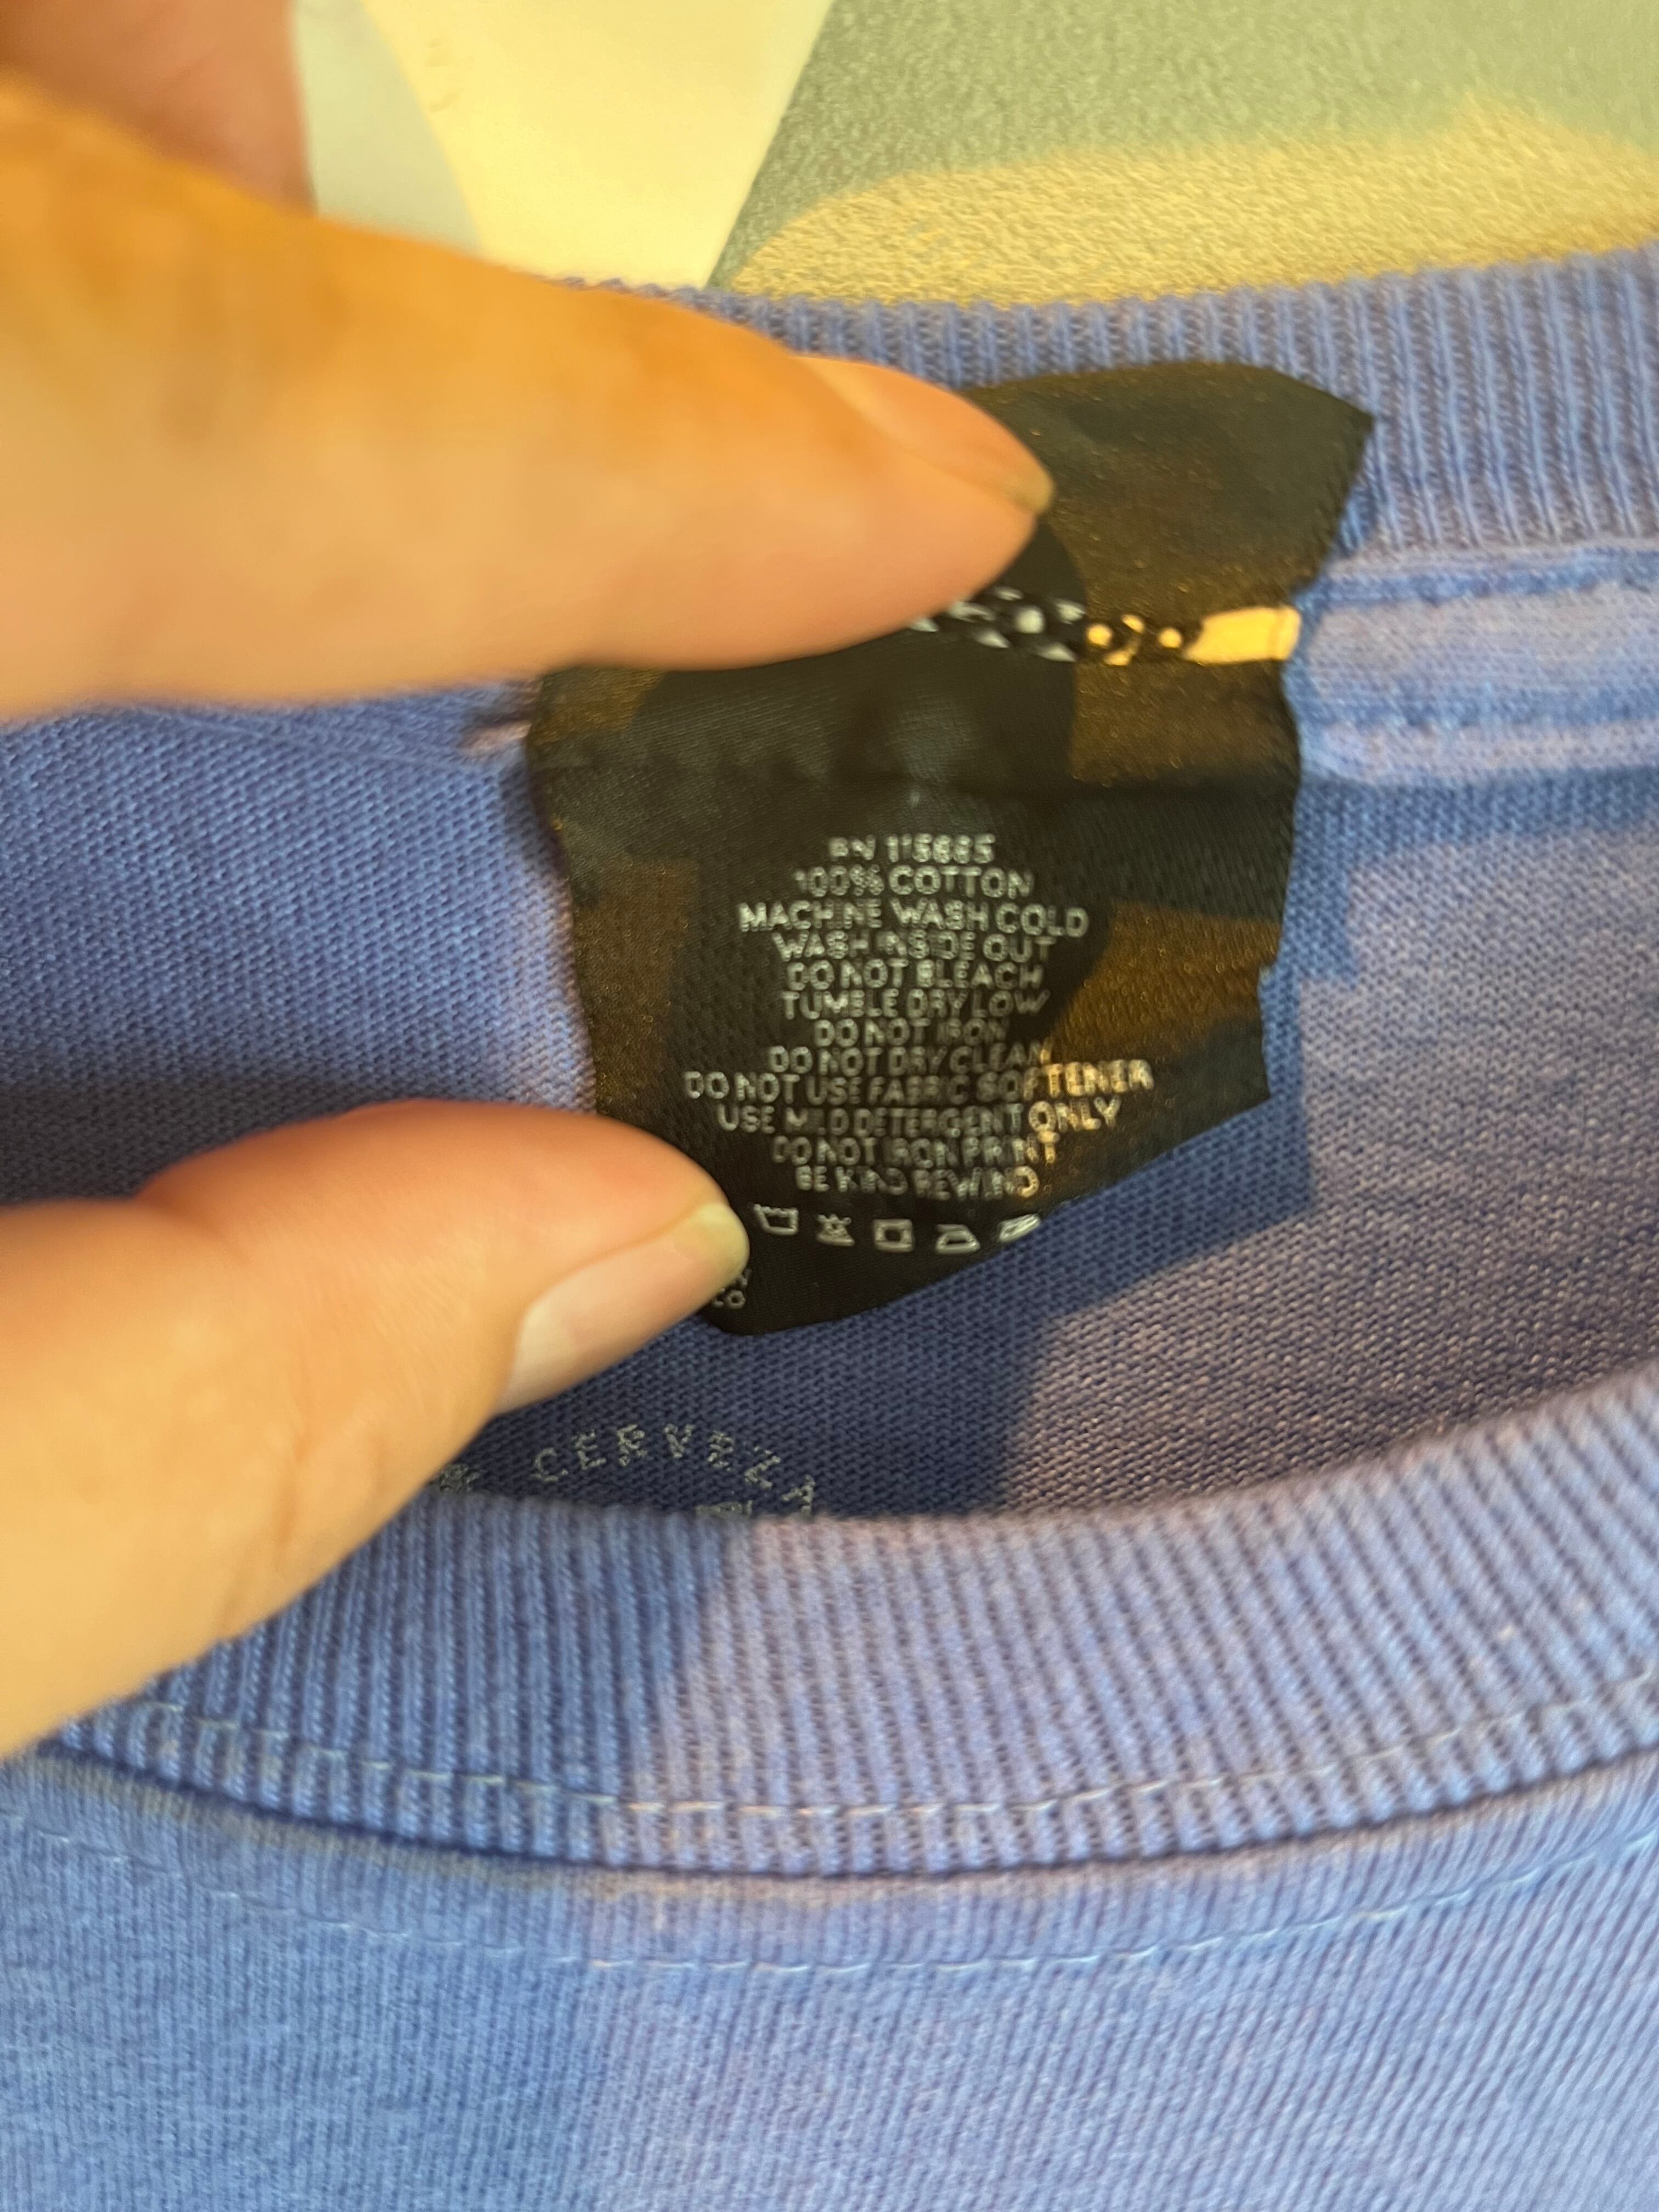 RN 115885
100% COTTON
MACHINE WASH COLD
WASH INSIDE OUT
DO NOT BLEACH
TUMBLE DRY LOW
DO NOT IRON
DO NOT DRY CLEAN
DO NOT USE FABRIC SOFTENER
USE MILD DETERGENT ONLY
DO NOT IRON PRINT
BE KIND REWIND
CO
CERVEZA